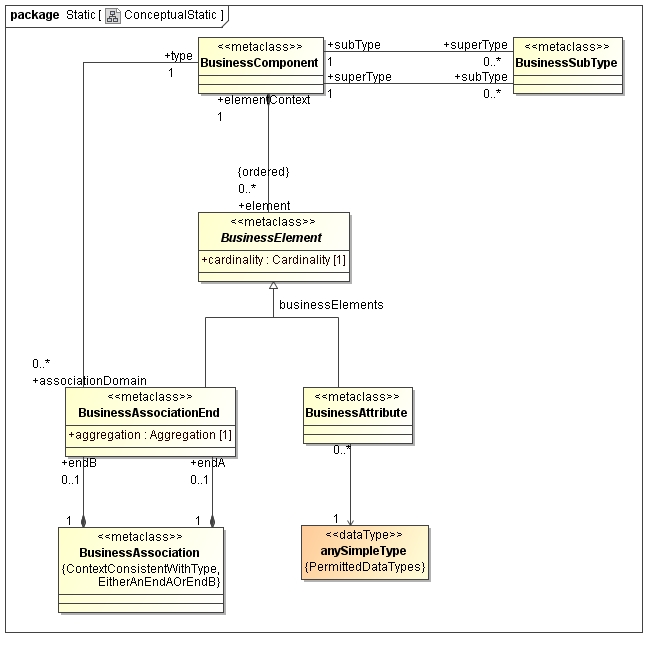 package Static [ ConceptualStatic ]
<<metaclass>>
BusinessComponent
+subType
1
+superType
0..*
+superType
1
+subType
0..*
<<metaclass>>
BusinessSubType
+type
1
+elementContext
1
{ordered}
0..*
+element
<<metaclass>>
BusinessElement
+cardinality : Cardinality [1]
businessElements
0..*
+associationDomain
<<metaclass>>
BusinessAssociationEnd
+aggregation : Aggregation [1]
<<metaclass>>
BusinessAttribute
+endB
0..1
+endA
0..1
0..*
1
1
1
<<metaclass>>
BusinessAssociation
{ContextConsistentWithType,
EitherAnEndAOrEndB}
<<dataType>>
anySimpleType
{PermittedDataTypes}